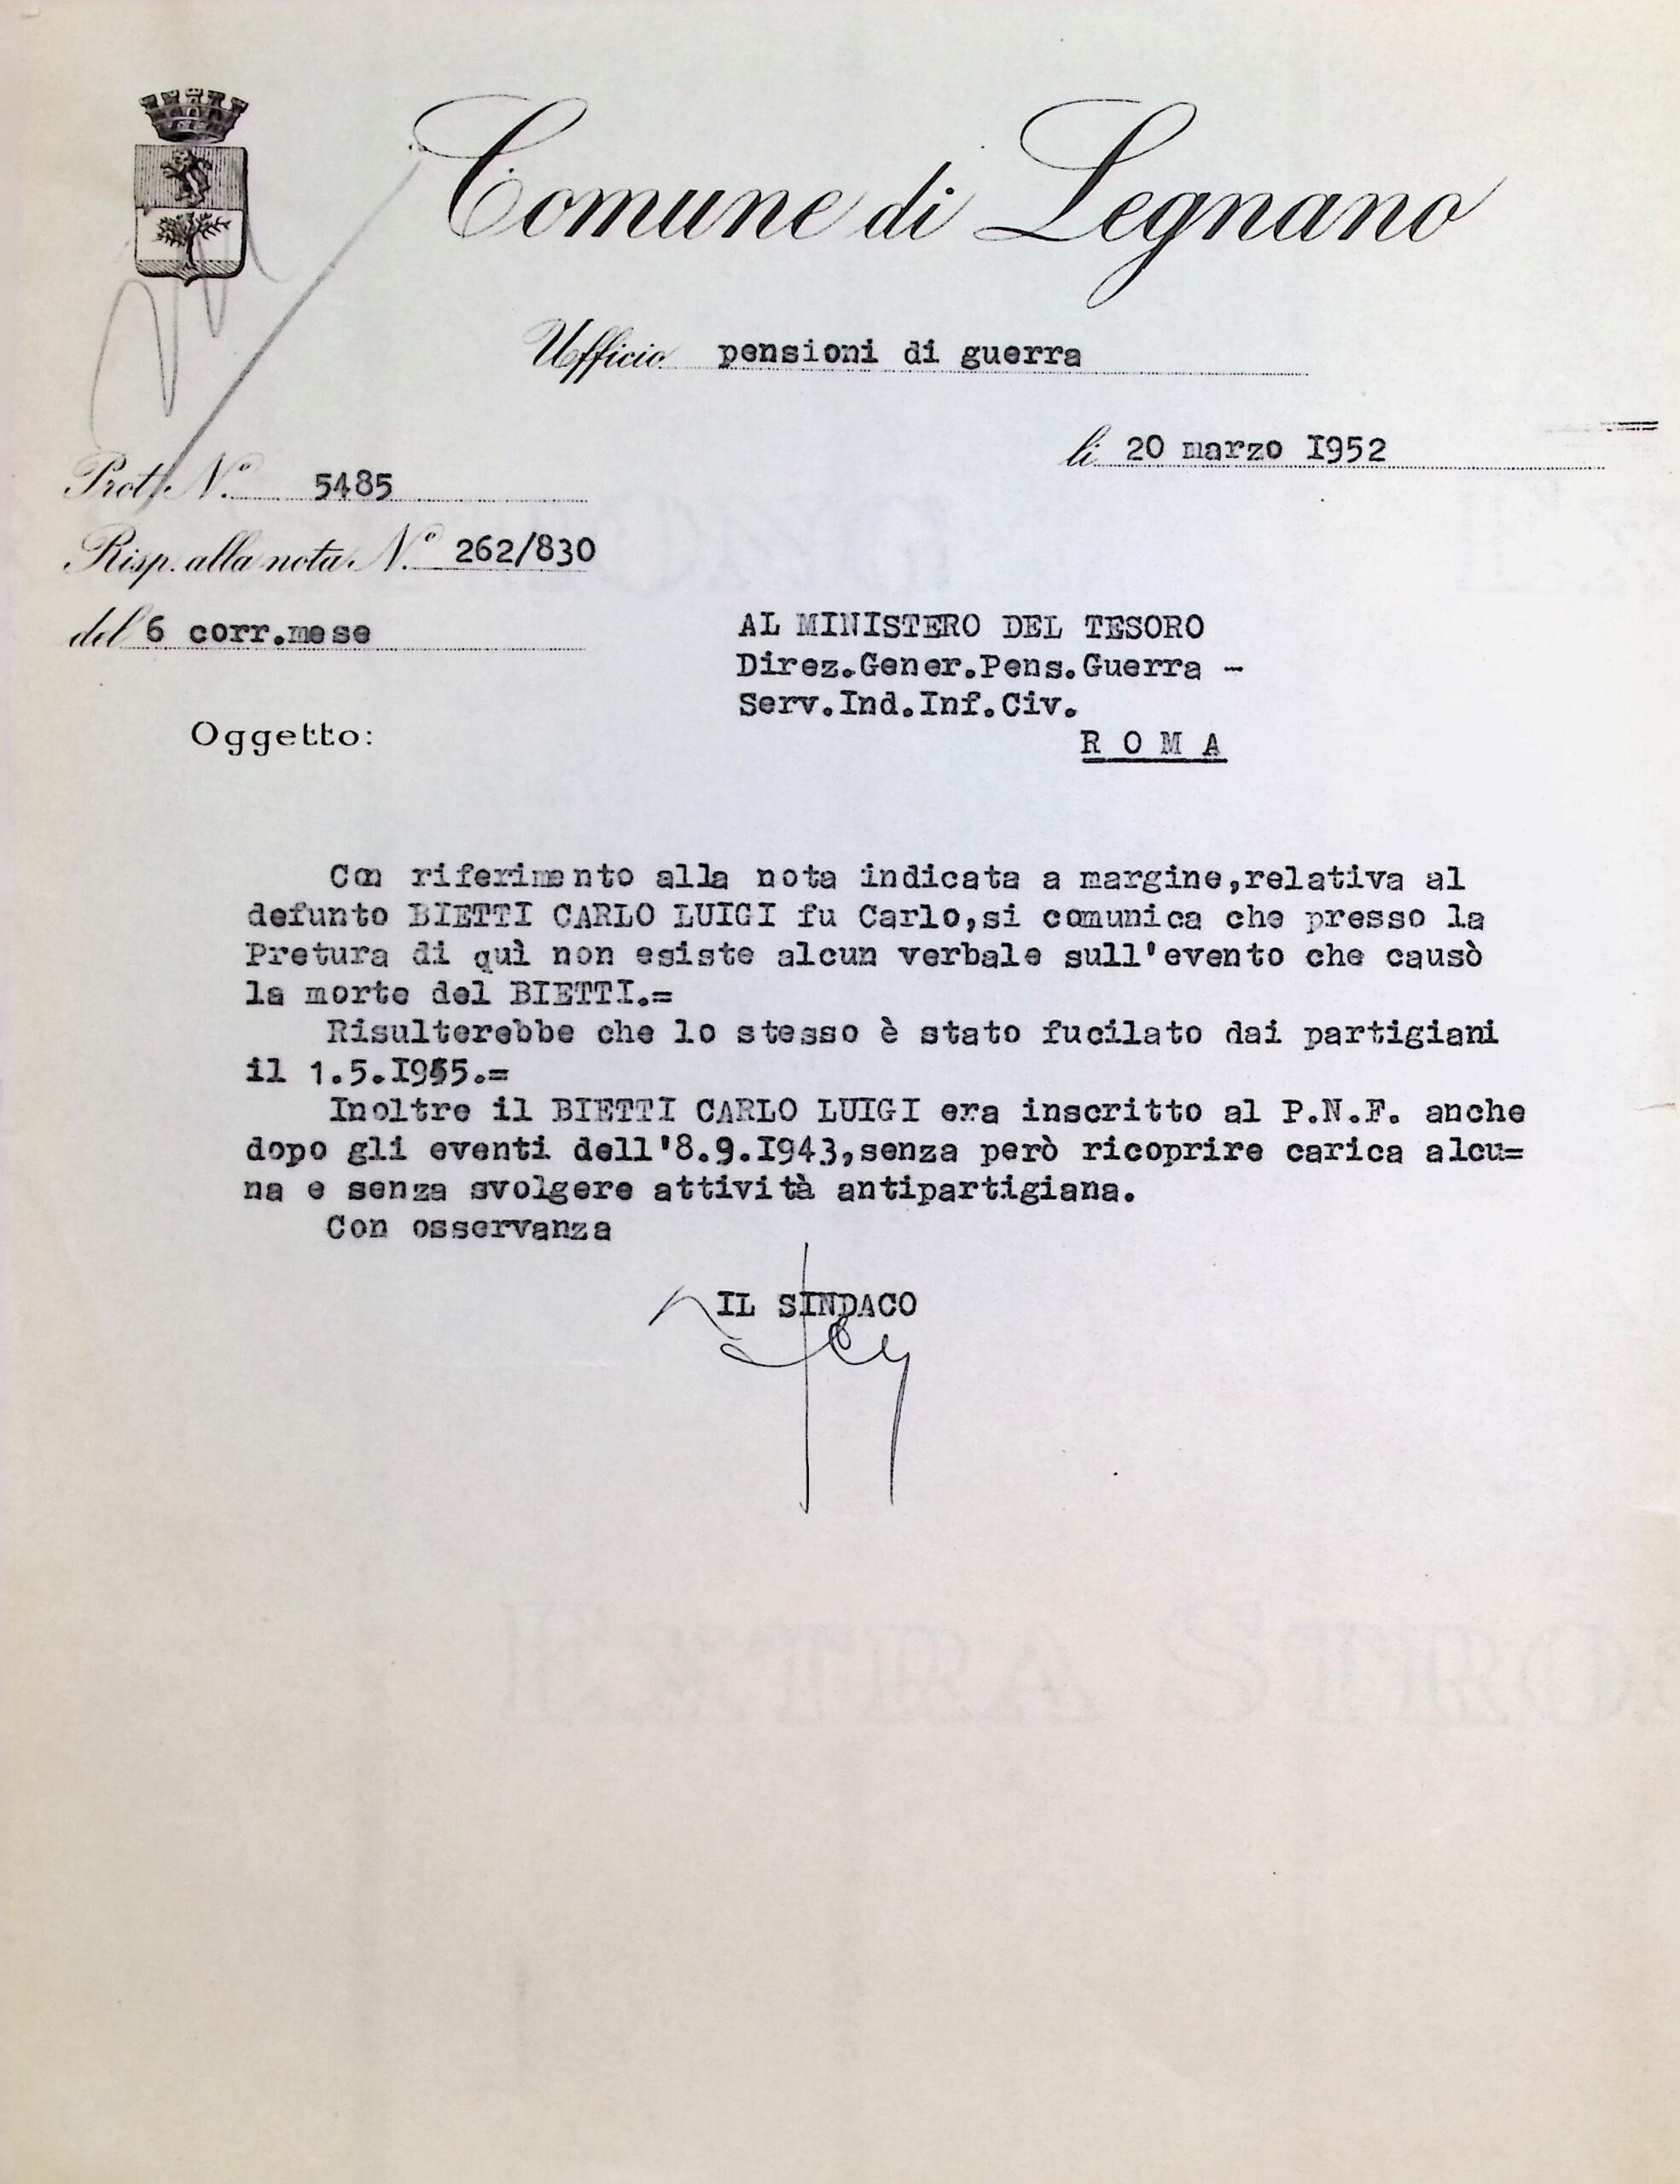 Comune di Legnano
Ufficio pensioni di guerra
li 20 marzo 1952
Prot. N.° 5485
Risp. alla nota N.° 262/830
del 6 corr.mese
AL MINISTERO DEL TESORO
Direz.Gener.Pens.Guerra -
Serv.Ind.Inf.Civ.
R O M A
Oggetto:
Con riferimento alla nota indicata a margine,relativa al
defunto BIETTI CARLO LUIGI fu Carlo,si comunica che presso la
Pretura di quì non esiste alcun verbale sull'evento che causò
la morte del BIETTI.=
Risulterebbe che lo stesso è stato fucilato dai partigiani
il 1.5.1945.=
Inoltre il BIETTI CARLO LUIGI era inscritto al P.N.F. anche
dopo gli eventi dell'8.9.1943,senza però ricoprire carica alcu=
na e senza svolgere attività antipartigiana.
Con osservanza
IL SINDACO
EXTRA STRO